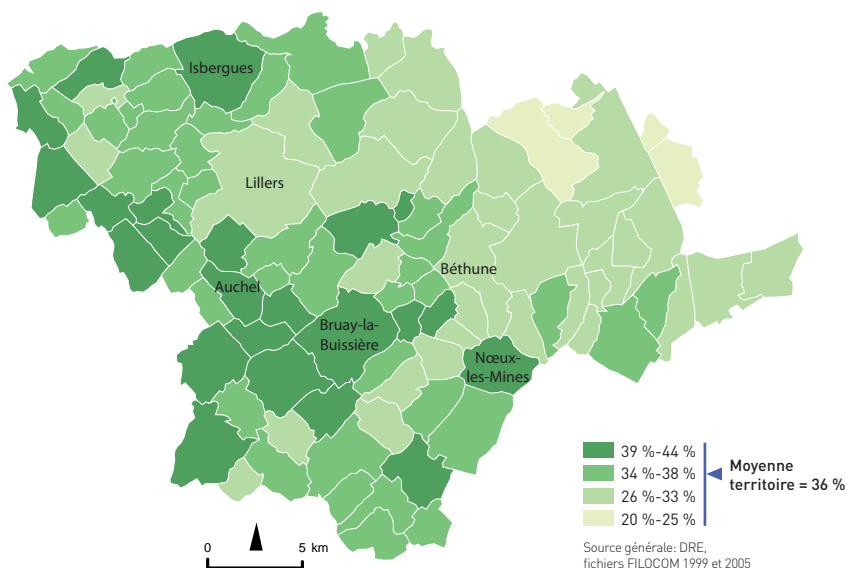 Isbergues
Lillers
Béthune
Auchel
Bruay-la-
Buissière
Nœux-
les-Mines
39 %-44 %
34 %-38 %
26 %-33 %
20 %-25 %
Moyenne
territoire = 36 %
0 5 km
Source générale: DRE,
fichiers FILOCOM 1999 et 2005